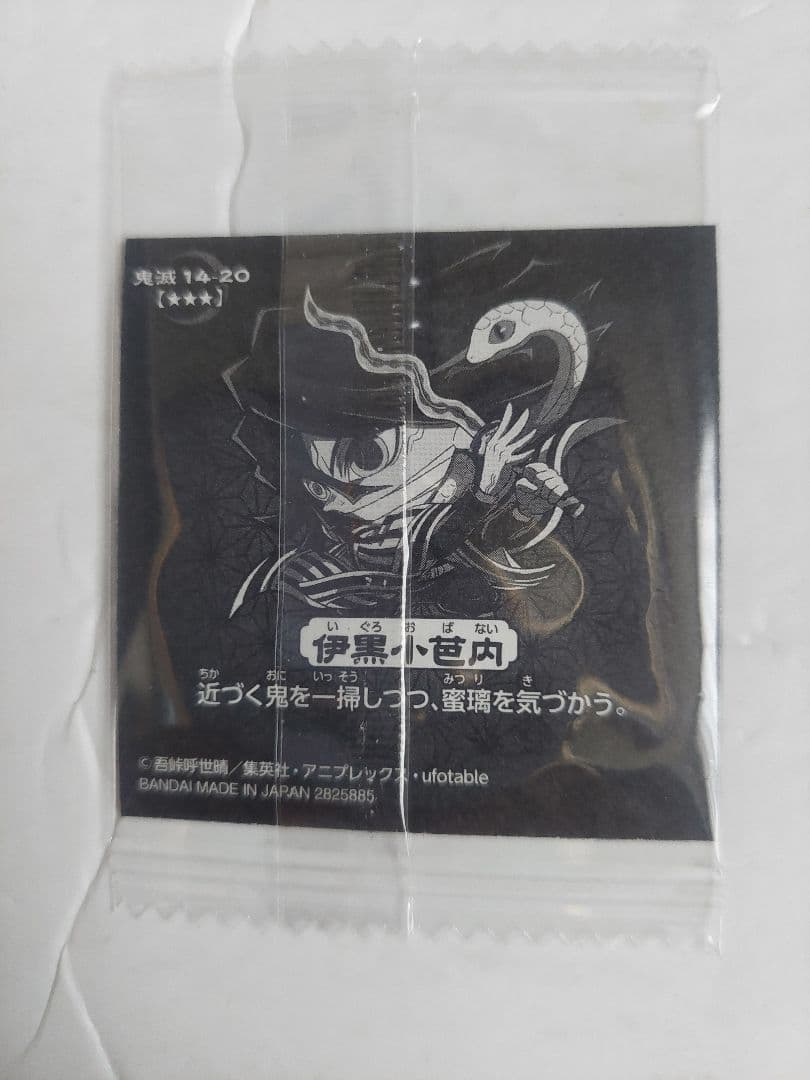 鬼滅 14-20
【★★★】
い ぐろ お ば ない
伊黒小芭内
ちか おに いっ そう みつ り き
近づく鬼を一掃しつつ、蜜璃を気づかう。
© 吾峠呼世晴／集英社・アニプレックス・ufotable
BANDAI MADE IN JAPAN 2825885